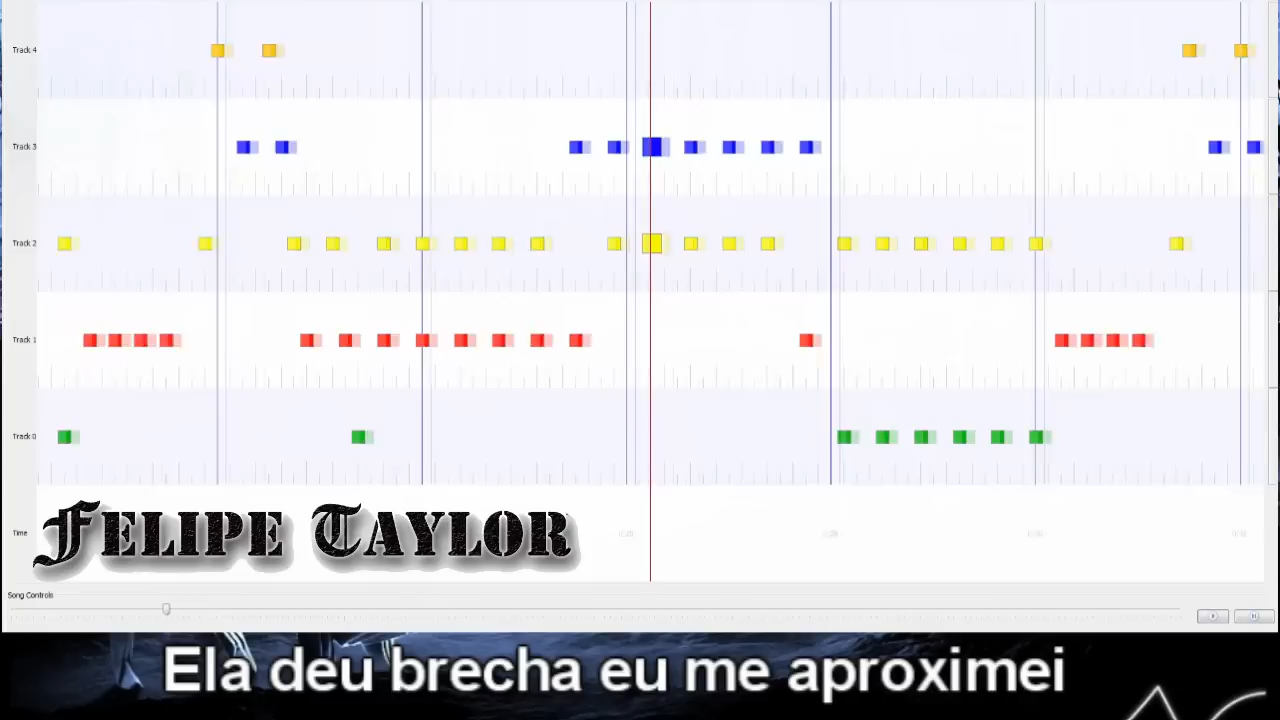 Track 4
Track 3
Track 2
Track 1
Track 0
Time
FELIPE TAYLOR
Song Controls
Ela deu brecha eu me aproximei